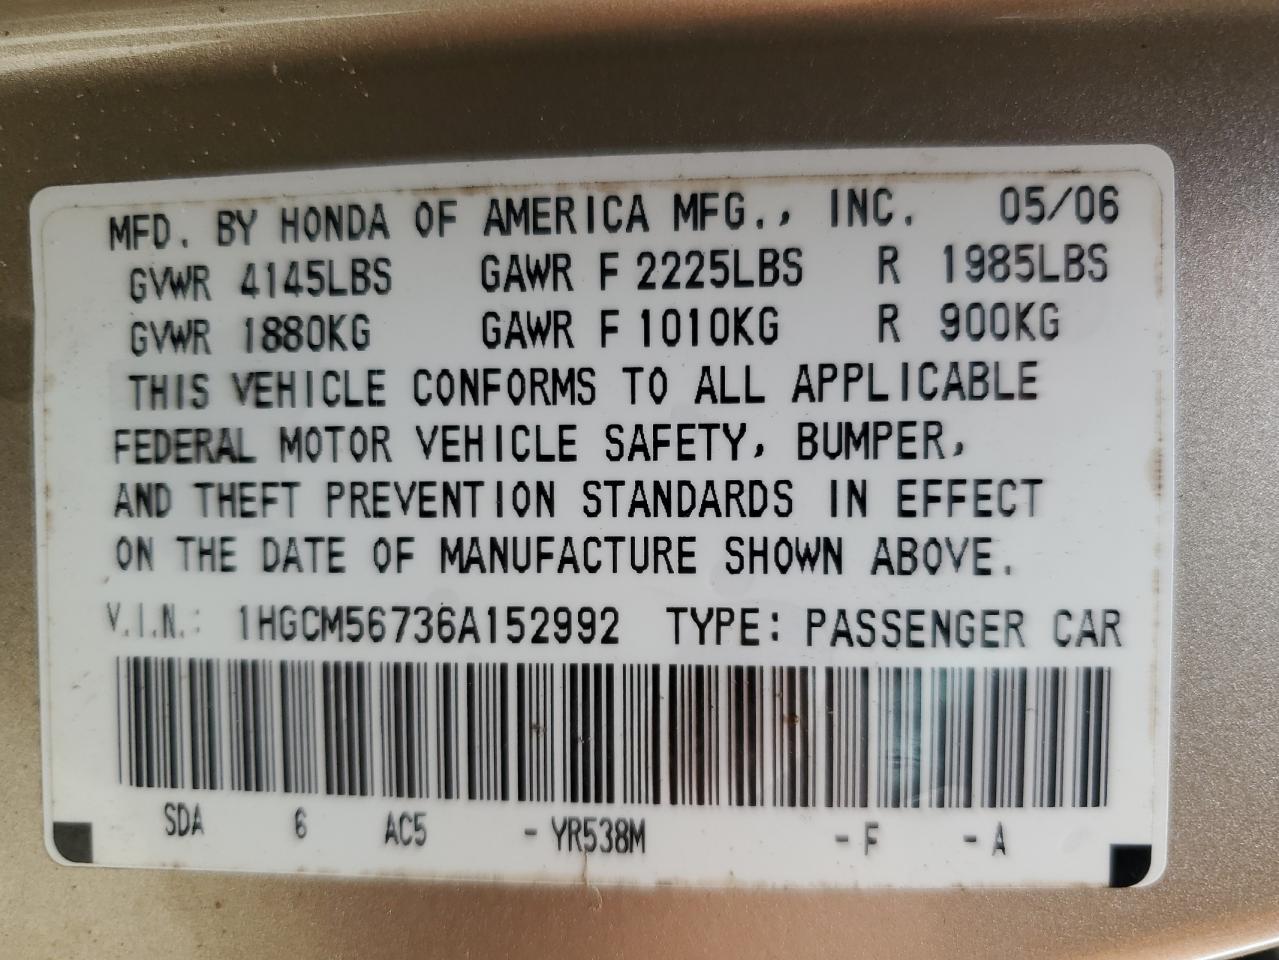 MFD. BY HONDA OF AMERICA MFG., INC. 05/06
GVWR 4145LBS GAWR F 2225LBS R 1985LBS
GVWR 1880KG GAWR F 1010KG R 900KG
THIS VEHICLE CONFORMS TO ALL APPLICABLE
FEDERAL MOTOR VEHICLE SAFETY, BUMPER,
AND THEFT PREVENTION STANDARDS IN EFFECT
ON THE DATE OF MANUFACTURE SHOWN ABOVE.
V.I.N.: 1HGCM56736A152992 TYPE: PASSENGER CAR
SDA 6 AC5 - YR538M - F - A